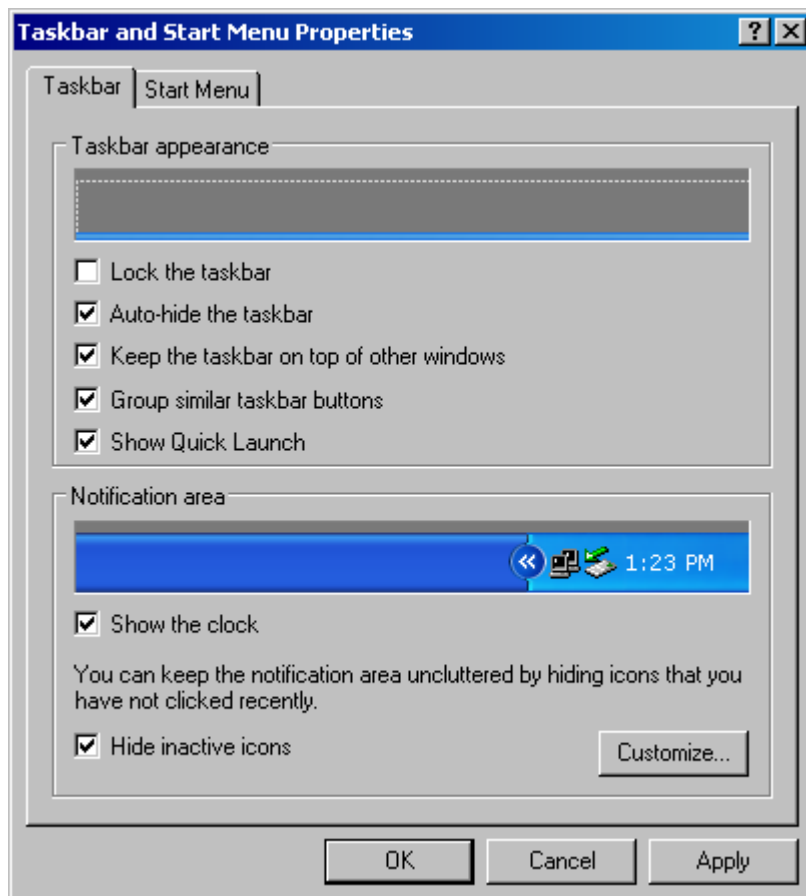 Taskbar and Start Menu Properties
Taskbar
Start Menu
Taskbar appearance
Lock the taskbar
Auto-hide the taskbar
Keep the taskbar on top of other windows
Group similar taskbar buttons
Show Quick Launch
Notification area
1:23 PM
Show the clock
You can keep the notification area uncluttered by hiding icons that you
have not clicked recently.
Hide inactive icons
Customize...
OK
Cancel
Apply